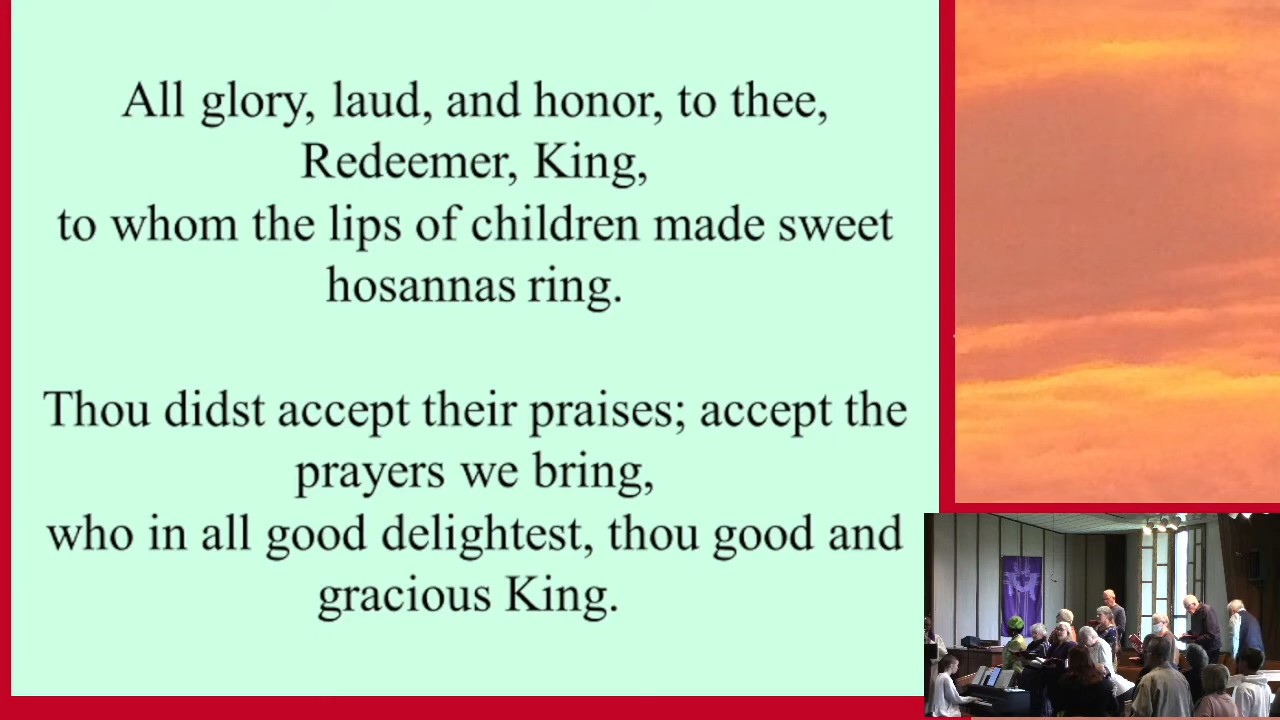 All glory, laud, and honor, to thee,
Redeemer, King,
to whom the lips of children made sweet
hosannas ring.
Thou didst accept their praises; accept the
prayers we bring,
who in all good delightest, thou good and
gracious King.